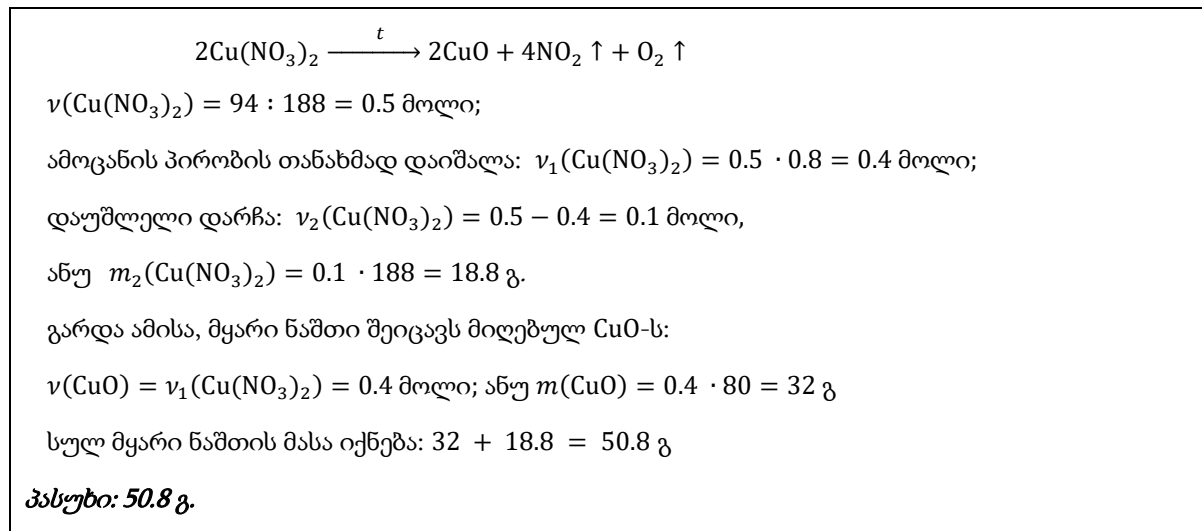 2Cu(NO₃)₂ —t→ 2CuO + 4NO₂ ↑ + O₂ ↑
𝜈(Cu(NO₃)₂) = 94 : 188 = 0.5 მოლი;
ამოცანის პირობის თანახმად დაიშალა: 𝜈₁(Cu(NO₃)₂) = 0.5 · 0.8 = 0.4 მოლი;
დაუშლელი დარჩა: 𝜈₂(Cu(NO₃)₂) = 0.5 − 0.4 = 0.1 მოლი,
ანუ 𝑚₂(Cu(NO₃)₂) = 0.1 · 188 = 18.8 გ.
გარდა ამისა, მყარი ნაშთი შეიცავს მიღებულ CuO-ს:
𝜈(CuO) = 𝜈₁(Cu(NO₃)₂) = 0.4 მოლი; ანუ 𝑚(CuO) = 0.4 · 80 = 32 გ
სულ მყარი ნაშთის მასა იქნება: 32 + 18.8 = 50.8 გ
პასუხი: 50.8 გ.